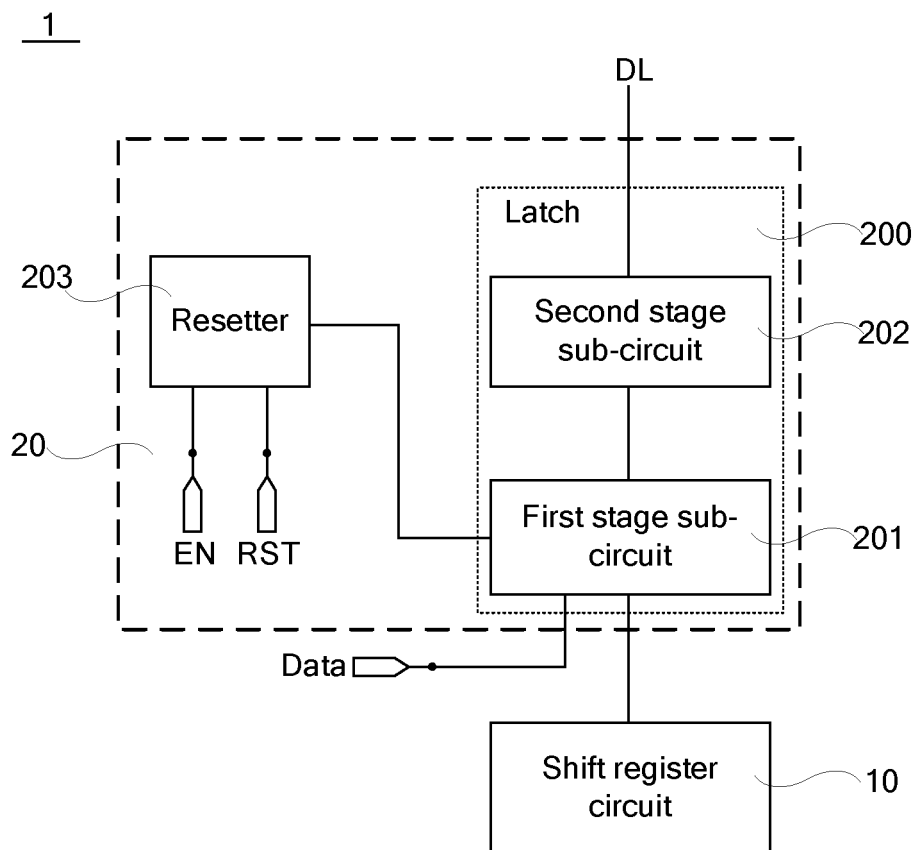 1
DL
Latch
200
203
Resetter
Second stage
sub-circuit
202
20
EN
RST
First stage sub-
circuit
201
Data
Shift register
circuit
10